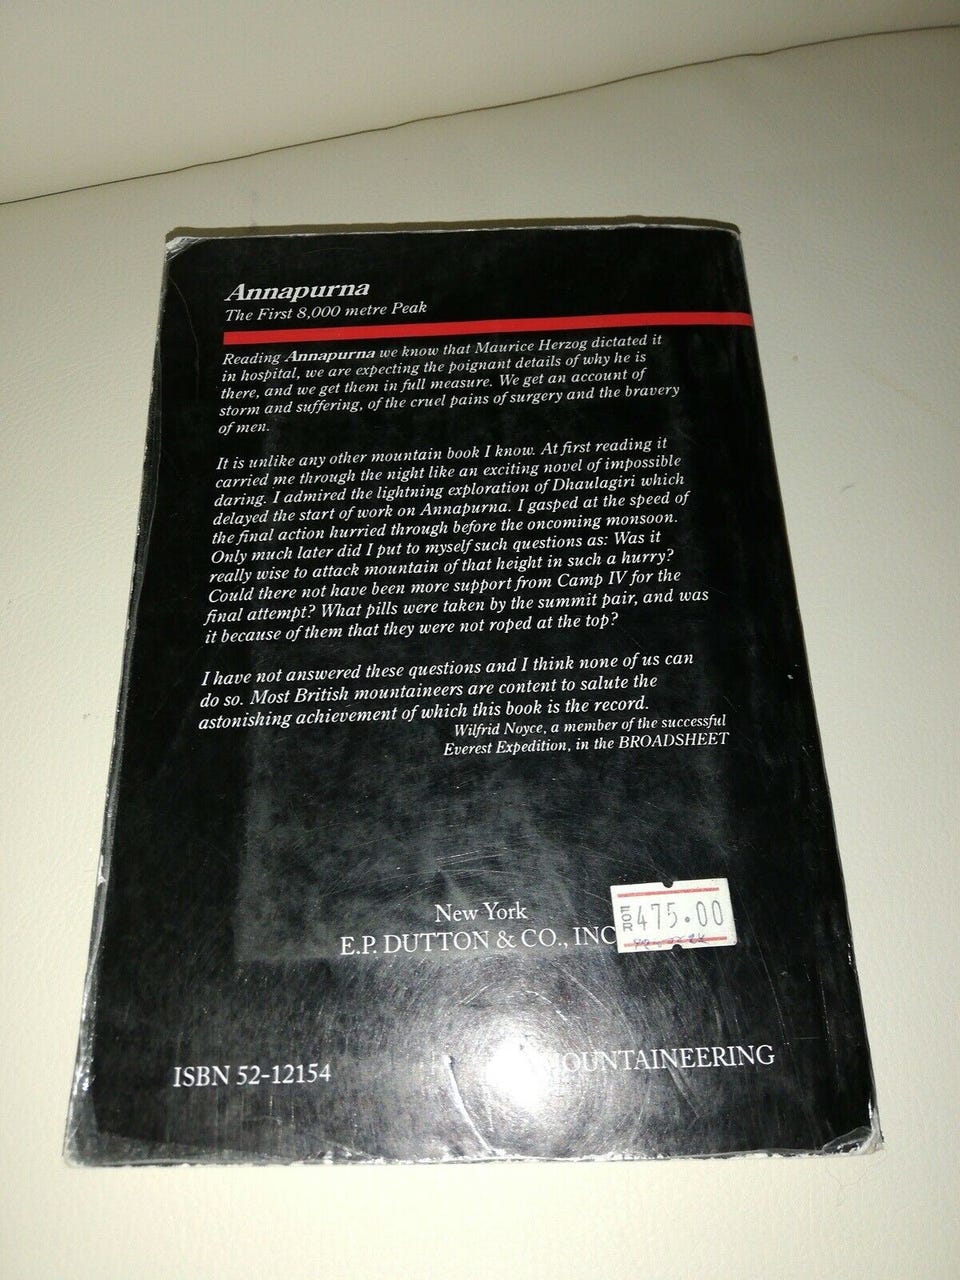 Annapurna
The First 8,000 metre Peak
Reading Annapurna we know that Maurice Herzog dictated it
in hospital, we are expecting the poignant details of why he is
there, and we get them in full measure. We get an account of
storm and suffering, of the cruel pains of surgery and the bravery
of men.
It is unlike any other mountain book I know. At first reading it
carried me through the night like an exciting novel of impossible
daring. I admired the lightning exploration of Dhaulagiri which
delayed the start of work on Annapurna. I gasped at the speed of
the final action hurried through before the oncoming monsoon.
Only much later did I put to myself such questions as: Was it
really wise to attack mountain of that height in such a hurry?
Could there not have been more support from Camp IV for the
final attempt? What pills were taken by the summit pair, and was
it because of them that they were not roped at the top?
I have not answered these questions and I think none of us can
do so. Most British mountaineers are content to salute the
astonishing achievement of which this book is the record.
Wilfrid Noyce, a member of the successful
Everest Expedition, in the BROADSHEET
New York
E.P. DUTTON & CO., INC
475.00
ISBN 52-12154
MOUNTAINEERING